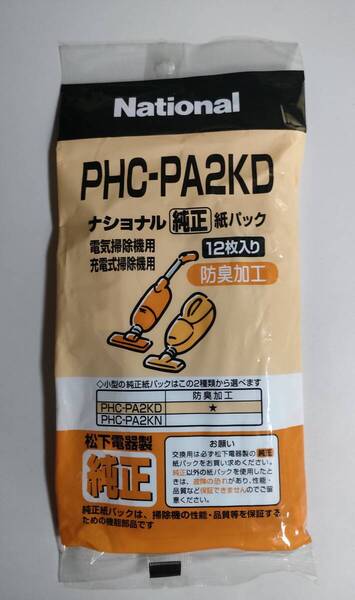 National
PHC-PA2KD
ナショナル 純正 紙パック
電気掃除機用
充電式掃除機用
12枚入り
防臭加工
◇小型の純正紙パックはこの2種類から選べます
防臭加工
PHC-PA2KD ★
PHC-PA2KN
松下電器製
純正
お願い
交換用は必ず松下電器製の純正
紙パックをお買い求めください。
純正以外の紙パックを使用したと
きは、故障の恐れがあり、性能・
品質など保証できませんのでご留
意ください。
純正紙パックは、掃除機の性能・品質等を保証する
ための機能部品です